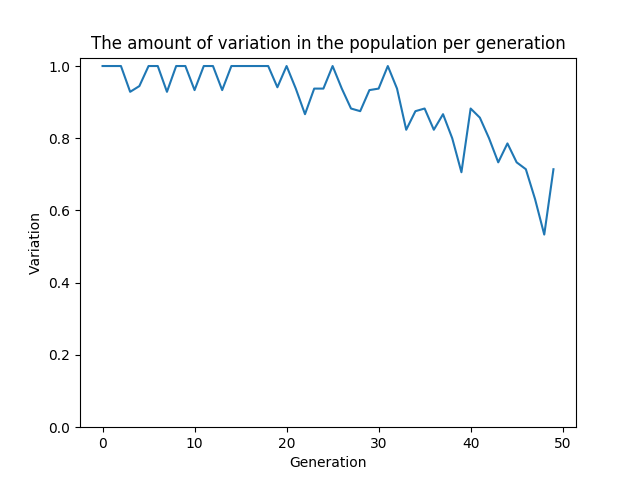 The amount of variation in the population per generation
1.0
0.8
0.6
0.4
0.2
0.0
Variation
0 10 20 30 40 50
Generation